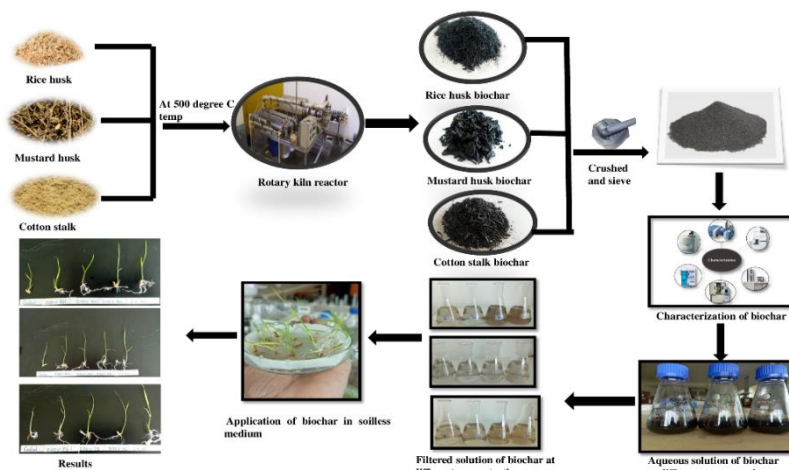 Rice husk
At 500 degree C
temp
Mustard husk
Cotton stalk
Rotary kiln reactor
Rice husk biochar
Mustard husk biochar
Cotton stalk biochar
Crushed
and sieve
Characterization of biochar
Aqueous solution of biochar
Filtered solution of biochar at
Application of biochar in soilless
medium
Results